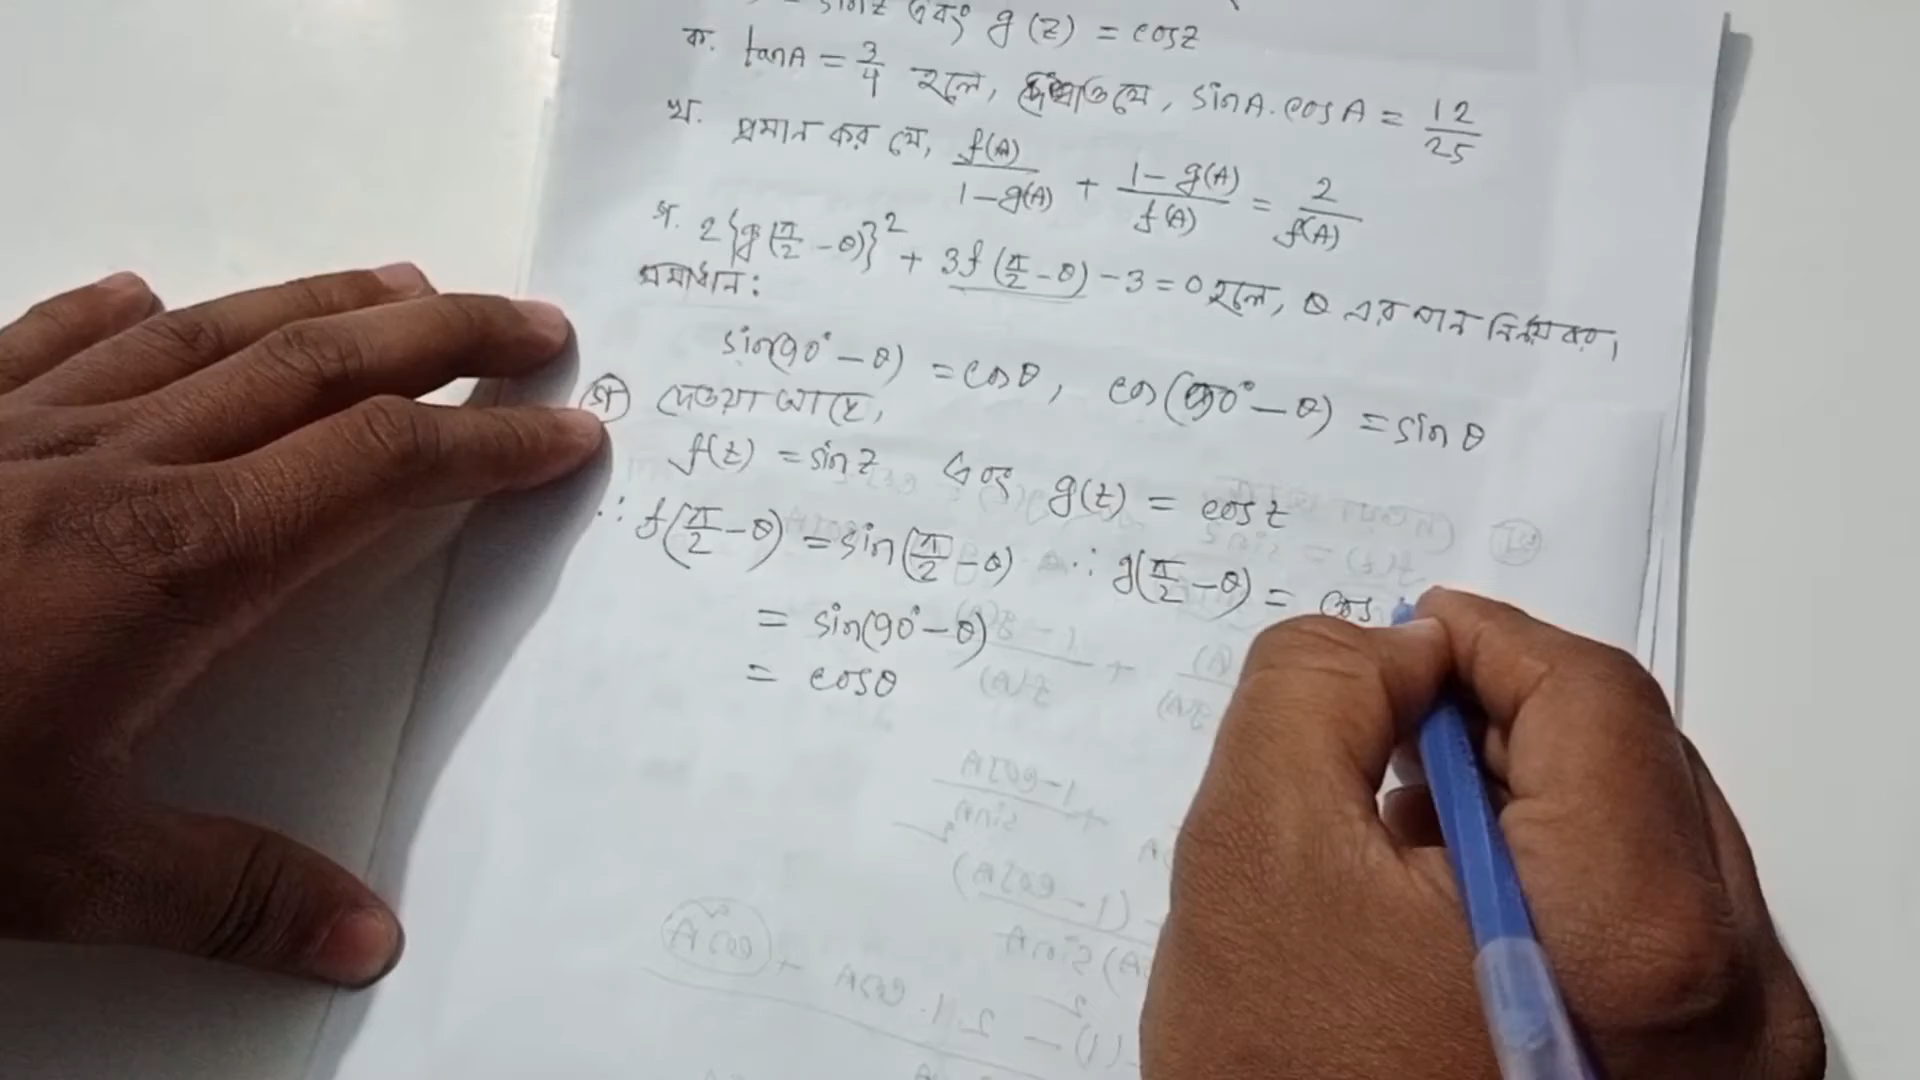 = sinz এবং g(z) = cosz
ক. tanA = 3/4 হলে, দেখাও যে, sinA.cosA = 12/25
খ. প্রমান কর যে, f(A)/(1-g(A)) + (1-g(A))/f(A) = 2/f(A)
গ. 2{g(π/2 - θ)}² + 3f(π/2 - θ) - 3 = 0 হলে, θ এর মান নির্ণয় কর।
সমাধান:
sin(90° - θ) = cosθ, cos(90° - θ) = sinθ
গ দেওয়া আছে,
f(z) = sinz এবং g(z) = cosz
∴ f(π/2 - θ) = sin(π/2 - θ) ∴ g(π/2 - θ) = cos
= sin(90° - θ)
= cosθ